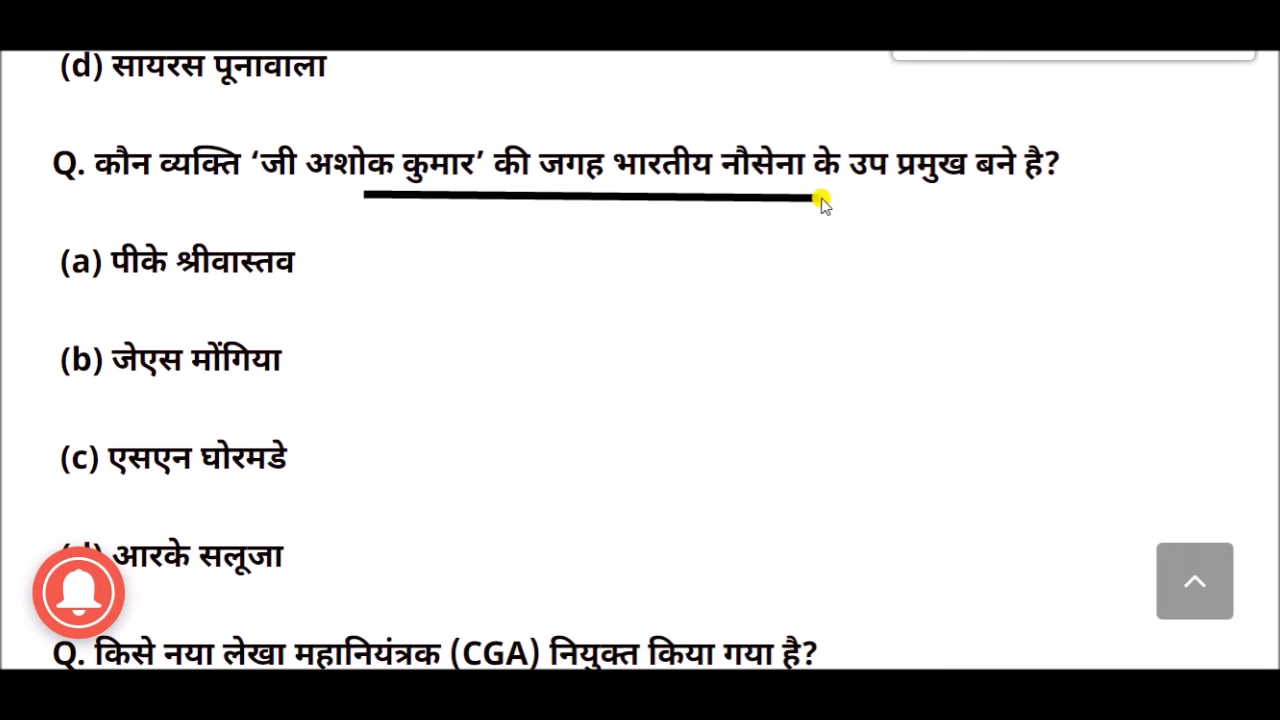 (d) सायरस पूनावाला
Q. कौन व्यक्ति ‘जी अशोक कुमार’ की जगह भारतीय नौसेना के उप प्रमुख बने है?
(a) पीके श्रीवास्तव
(b) जेएस मोंगिया
(c) एसएन घोरमडे
(d) आरके सलूजा
Q. किसे नया लेखा महानियंत्रक (CGA) नियुक्त किया गया है?